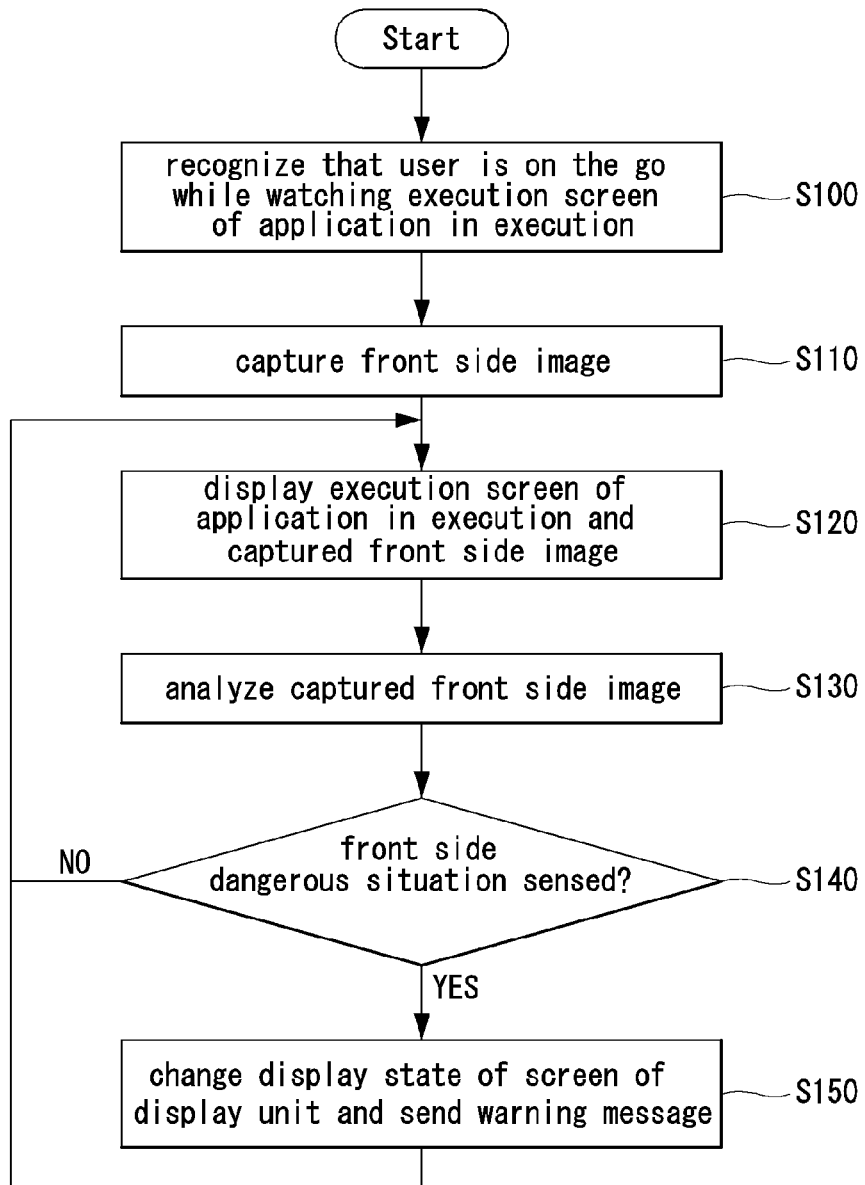 Start
recognize that user is on the go
while watching execution screen
of application in execution
S100
capture front side image
S110
display execution screen of
application in execution and
captured front side image
S120
analyze captured front side image
S130
front side
dangerous situation sensed?
S140
NO
YES
change display state of screen of
display unit and send warning message
S150